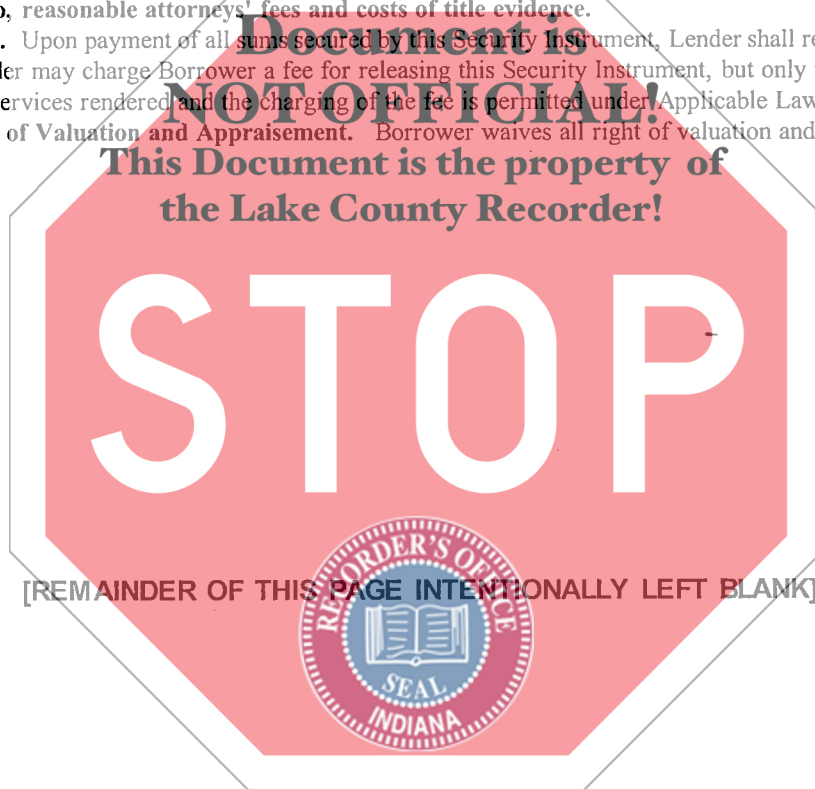 o, reasonable attorneys' fees and costs of title evidence.
Document is
. Upon payment of all sums secured by this Security Instrument, Lender shall re
der may charge Borrower a fee for releasing this Security Instrument, but only
NOT OFFICIAL!
ervices rendered and the charging of the fee is permitted under Applicable Law
of Valuation and Appraisement. Borrower waives all right of valuation and
This Document is the property of
the Lake County Recorder!
STOP
RECORDER'S OFFICE
[REMAINDER OF THIS PAGE INTENTIONALLY LEFT BLANK]
SEAL
INDIANA